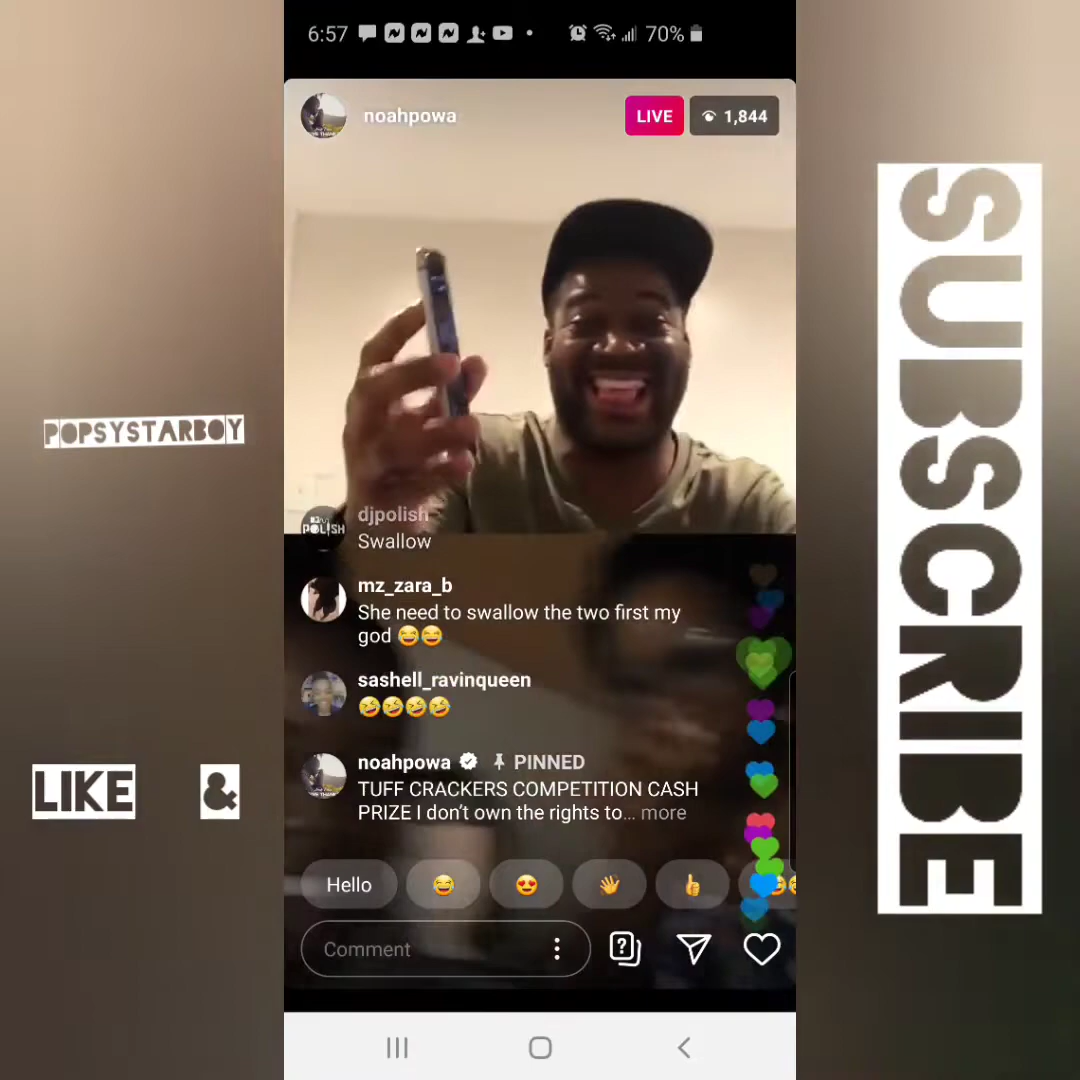 6:57
70%
noahpowa
LIVE
1,844
SUBSCRIBE
POPSYSTARBOY
djpolish
POLISH
Swallow
mz_zara_b
She need to swallow the two first my
god 😂😂
sashell_ravinqueen
🤣🤣🤣🤣
noahpowa PINNED
TUFF CRACKERS COMPETITION CASH
PRIZE I don't own the rights to... more
LIKE &
Hello
Comment